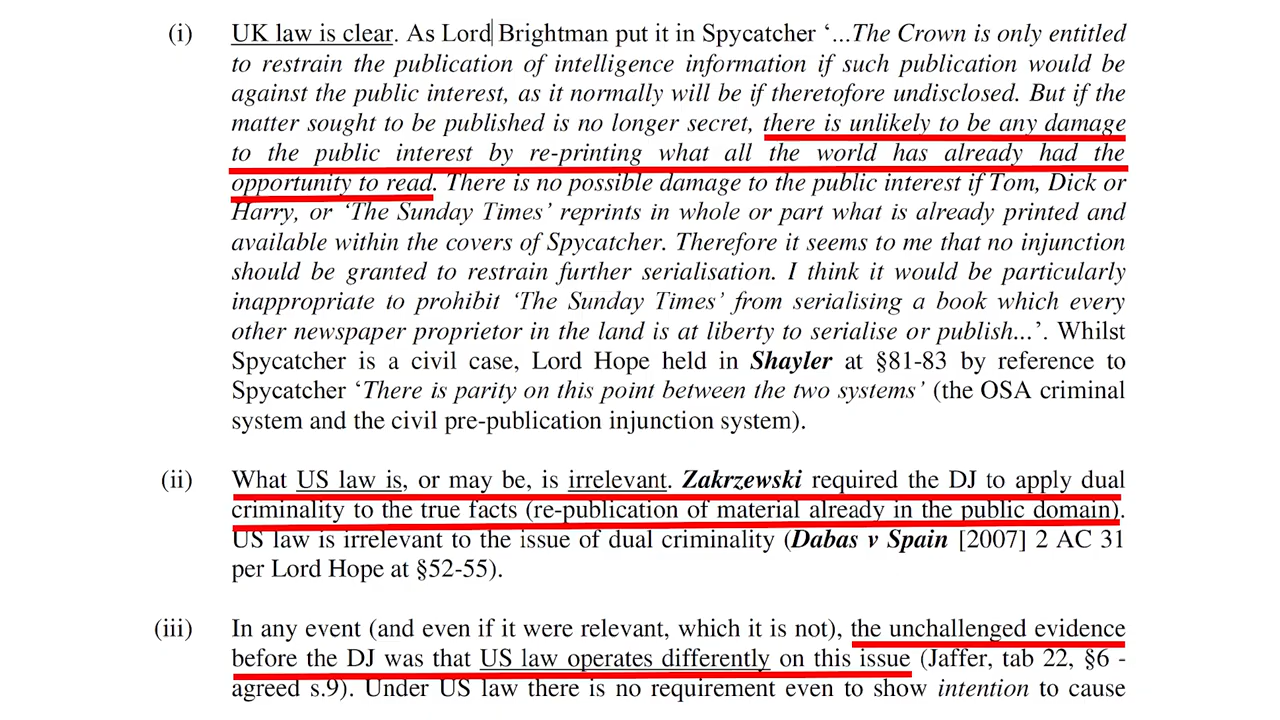 (i) UK law is clear. As Lord Brightman put it in Spycatcher ‘...The Crown is only entitled
to restrain the publication of intelligence information if such publication would be
against the public interest, as it normally will be if theretofore undisclosed. But if the
matter sought to be published is no longer secret, there is unlikely to be any damage
to the public interest by re-printing what all the world has already had the
opportunity to read. There is no possible damage to the public interest if Tom, Dick or
Harry, or ‘The Sunday Times’ reprints in whole or part what is already printed and
available within the covers of Spycatcher. Therefore it seems to me that no injunction
should be granted to restrain further serialisation. I think it would be particularly
inappropriate to prohibit ‘The Sunday Times’ from serialising a book which every
other newspaper proprietor in the land is at liberty to serialise or publish...’. Whilst
Spycatcher is a civil case, Lord Hope held in Shayler at §81-83 by reference to
Spycatcher ‘There is parity on this point between the two systems’ (the OSA criminal
system and the civil pre-publication injunction system).
(ii) What US law is, or may be, is irrelevant. Zakrzewski required the DJ to apply dual
criminality to the true facts (re-publication of material already in the public domain).
US law is irrelevant to the issue of dual criminality (Dabas v Spain [2007] 2 AC 31
per Lord Hope at §52-55).
(iii) In any event (and even if it were relevant, which it is not), the unchallenged evidence
before the DJ was that US law operates differently on this issue (Jaffer, tab 22, §6 -
agreed s.9). Under US law there is no requirement even to show intention to cause